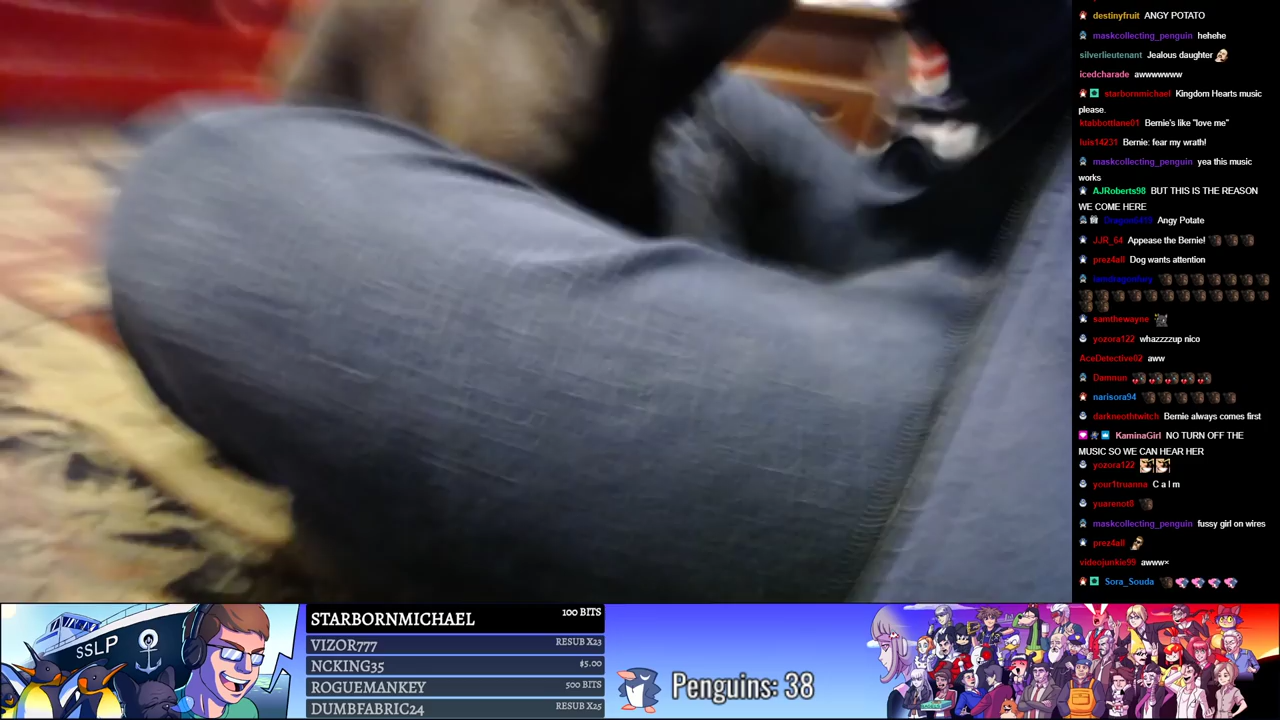 destinyfruit ANGY POTATO
maskcollecting_penguin hehehe
silverlieutenant Jealous daughter
icedcharade awwwwwww
starbornmichael Kingdom Hearts music
please.
ktabbottlane01 Bernie's like "love me"
luis14231 Bernie: fear my wrath!
maskcollecting_penguin yea this music
works
AJRoberts98 BUT THIS IS THE REASON
WE COME HERE
Angy Potate
JJR_64 Appease the Bernie!
prez4all Dog wants attention
samthewayne
yozora122 whazzzzup nico
AceDetective02 aww
Damnun
narisora94
darkneothtwitch Bernie always comes first
KaminaGirl NO TURN OFF THE
MUSIC SO WE CAN HEAR HER
yozora122
your1truanna C a l m
yuarenot8
maskcollecting_penguin fussy girl on wires
prez4all
videojunkie99 awww×
Sora_Souda
SSLP
STARBORNMICHAEL 100 BITS
VIZOR777 RESUB X23
NCKING35 $5.00
ROGUEMANKEY 500 BITS
DUMBFABRIC24 RESUB X25
Penguins: 38